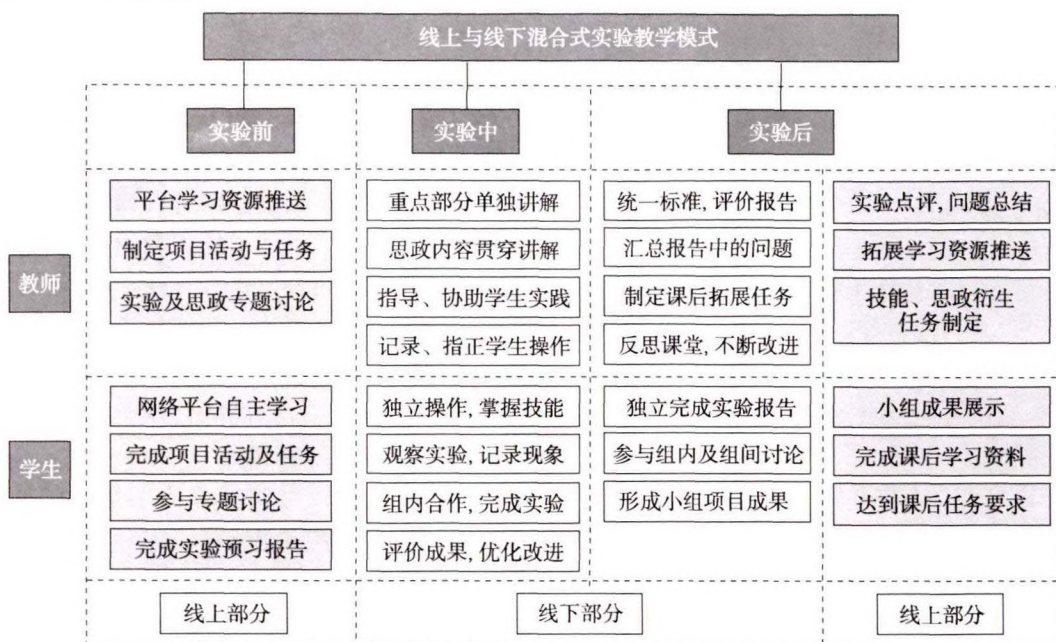 线上与线下混合式实验教学模式
实验前
实验中
实验后
教师
平台学习资源推送
制定项目活动与任务
实验及思政专题讨论
重点部分单独讲解
思政内容贯穿讲解
指导、协助学生实践
记录、指正学生操作
统一标准, 评价报告
汇总报告中的问题
制定课后拓展任务
反思课堂, 不断改进
实验点评, 问题总结
拓展学习资源推送
技能、思政衍生
任务制定
学生
网络平台自主学习
完成项目活动及任务
参与专题讨论
完成实验预习报告
独立操作, 掌握技能
观察实验, 记录现象
组内合作, 完成实验
评价成果, 优化改进
独立完成实验报告
参与组内及组间讨论
形成小组项目成果
小组成果展示
完成课后学习资料
达到课后任务要求
线上部分
线下部分
线上部分